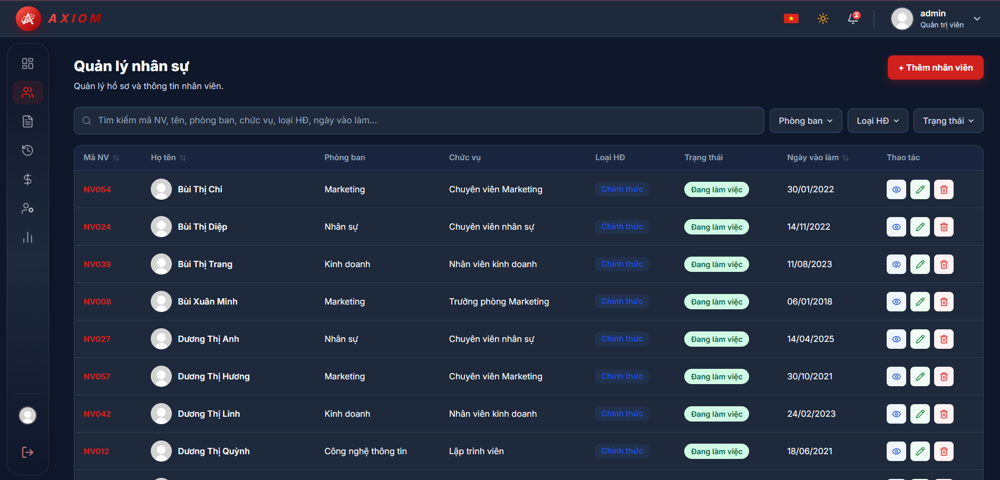 AXIOM
2
admin
Quản trị viên
Quản lý nhân sự
Quản lý hồ sơ và thông tin nhân viên.
+ Thêm nhân viên
Tìm kiếm mã NV, tên, phòng ban, chức vụ, loại HĐ, ngày vào làm...
Phòng ban
Loại HĐ
Trạng thái
Mã NV Họ tên Phòng ban Chức vụ Loại HĐ Trạng thái Ngày vào làm Thao tác
NV054 Bùi Thị Chi Marketing Chuyên viên Marketing Chính thức Đang làm việc 30/01/2022
NV024 Bùi Thị Diệp Nhân sự Chuyên viên nhân sự Chính thức Đang làm việc 14/11/2022
NV039 Bùi Thị Trang Kinh doanh Nhân viên kinh doanh Chính thức Đang làm việc 11/08/2023
NV008 Bùi Xuân Minh Marketing Trưởng phòng Marketing Chính thức Đang làm việc 06/01/2018
NV027 Dương Thị Anh Nhân sự Chuyên viên nhân sự Chính thức Đang làm việc 14/04/2025
NV057 Dương Thị Hương Marketing Chuyên viên Marketing Chính thức Đang làm việc 30/10/2021
NV042 Dương Thị Linh Kinh doanh Nhân viên kinh doanh Chính thức Đang làm việc 24/02/2023
NV012 Dương Thị Quỳnh Công nghệ thông tin Lập trình viên Chính thức Đang làm việc 18/06/2021